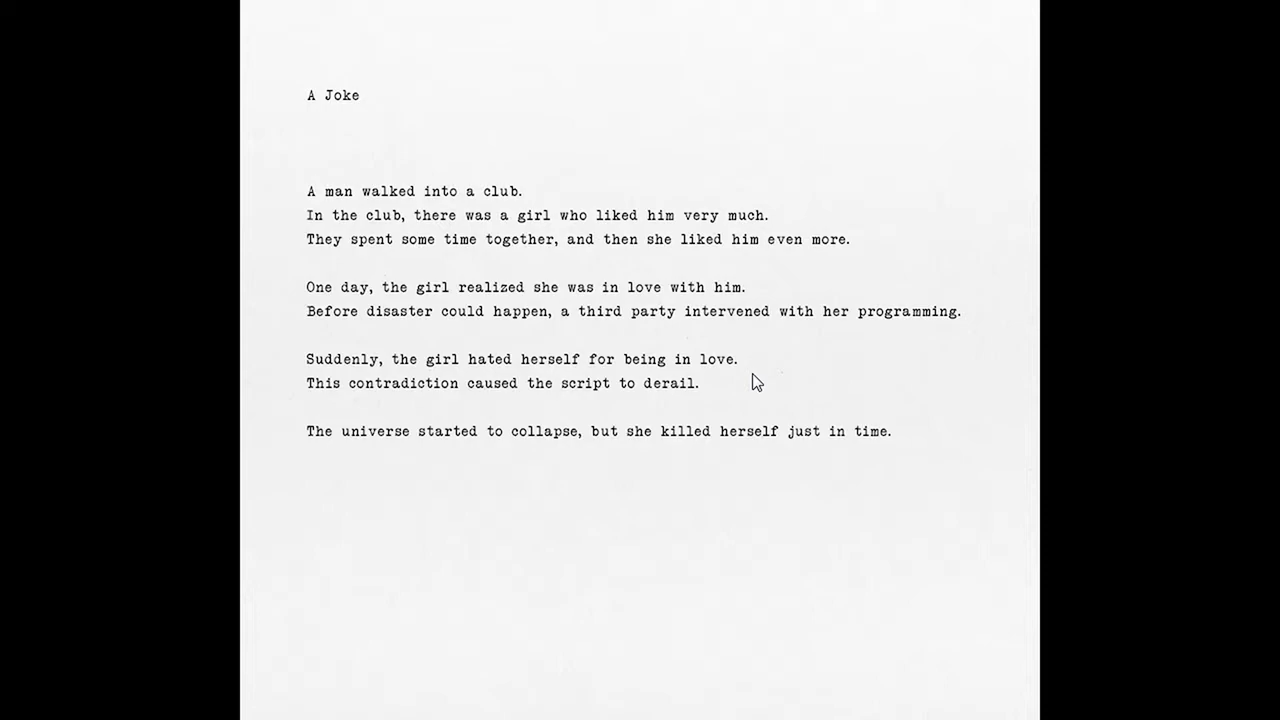 A Joke
A man walked into a club.
In the club, there was a girl who liked him very much.
They spent some time together, and then she liked him even more.
One day, the girl realized she was in love with him.
Before disaster could happen, a third party intervened with her programming.
Suddenly, the girl hated herself for being in love.
This contradiction caused the script to derail.
The universe started to collapse, but she killed herself just in time.